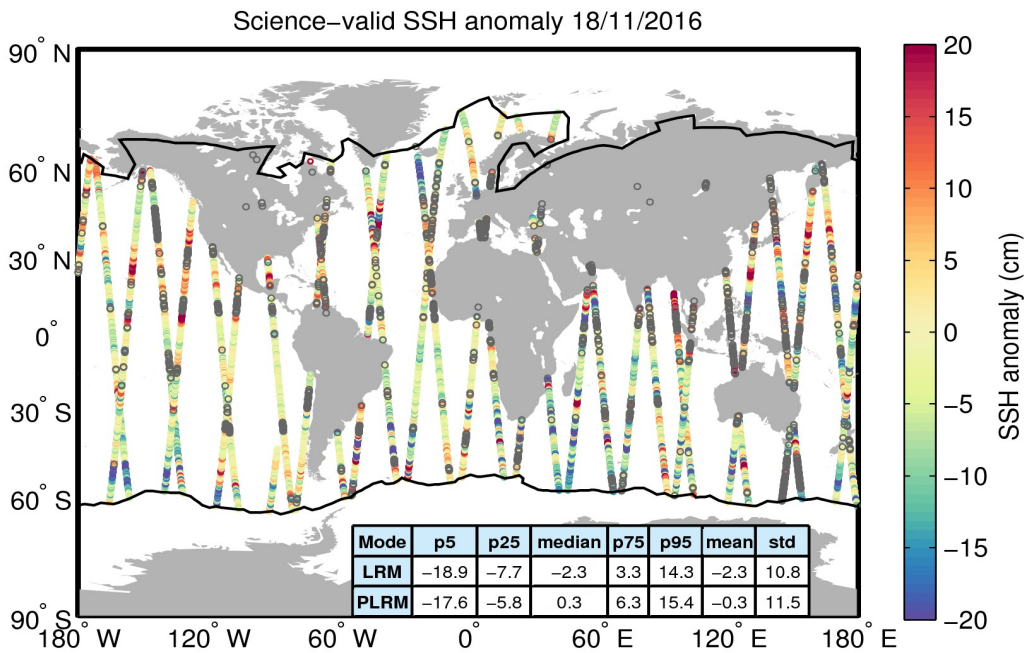 Science−valid SSH anomaly 18/11/2016
90° N
60° N
30° N
0°
30° S
60° S
90° S
180° W
120° W
60° W
0°
60° E
120° E
180° E
Mode p5 p25 median p75 p95 mean std
LRM −18.9 −7.7 −2.3 3.3 14.3 −2.3 10.8
PLRM −17.6 −5.8 0.3 6.3 15.4 −0.3 11.5
20
15
10
5
0
−5
−10
−15
−20
SSH anomaly (cm)